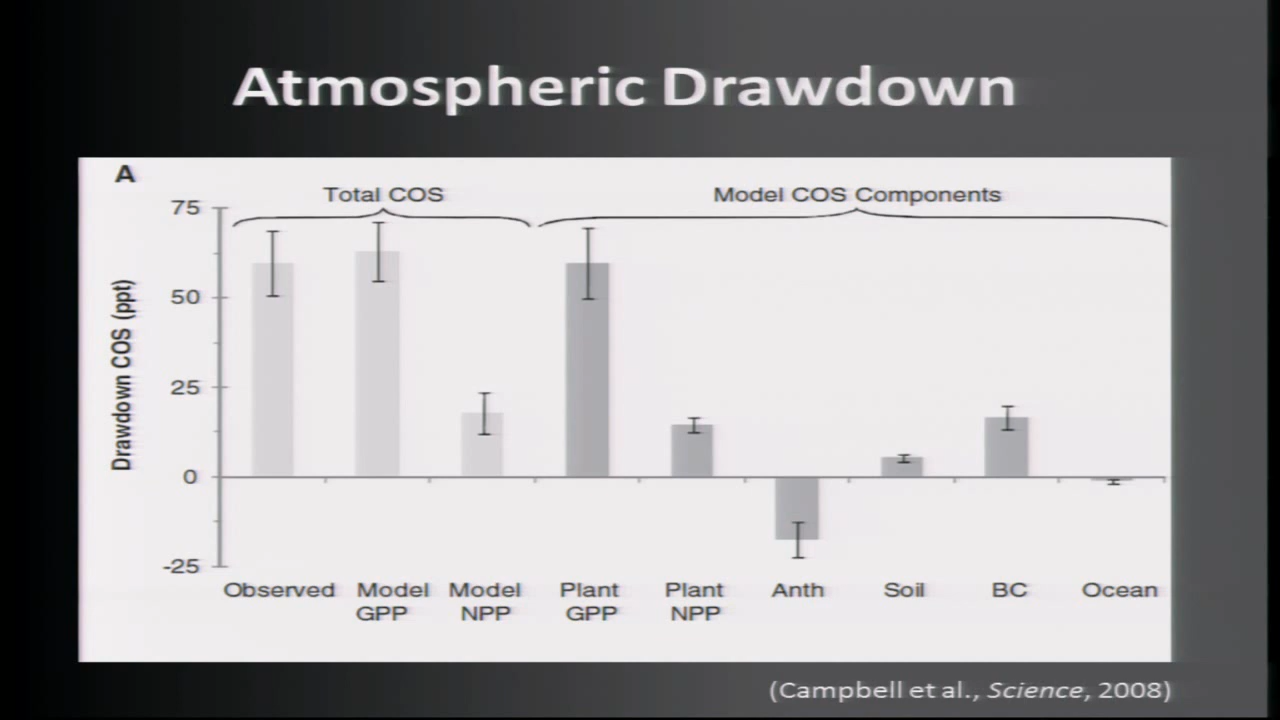 Atmospheric Drawdown
A
Total COS
Model COS Components
Drawdown COS (ppt)
75
50
25
0
-25
Observed
Model
GPP
Model
NPP
Plant
GPP
Plant
NPP
Anth
Soil
BC
Ocean
(Campbell et al., Science, 2008)